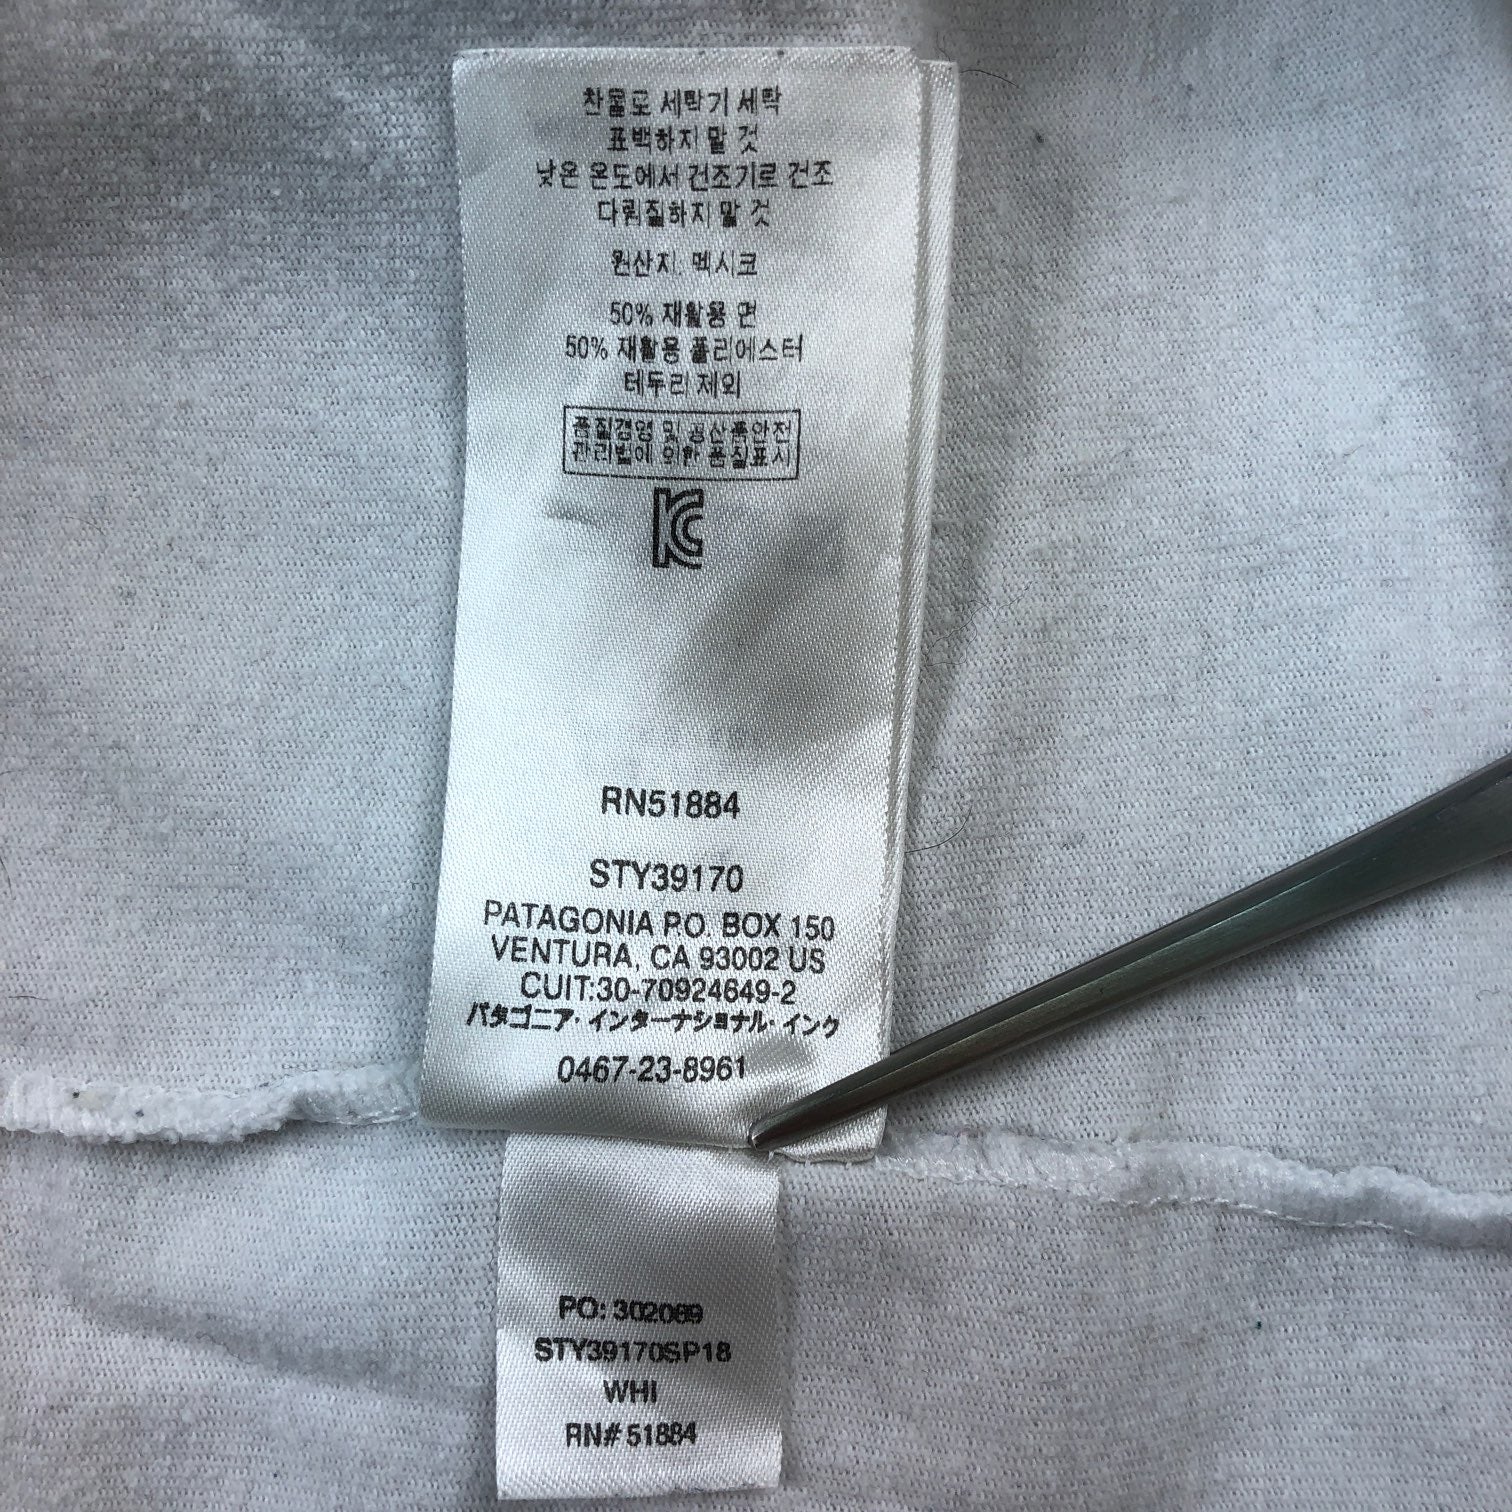 찬물로 세탁기 세탁
표백하지 말 것
낮은 온도에서 건조기로 건조
다림질하지 말 것
원산지. 멕시코
50% 재활용 면
50% 재활용 폴리에스터
테두리 제외
품질경영 및 공산품안전
관리법에 의한 품질표시
KC
RN51884
STY39170
PATAGONIA P.O. BOX 150
VENTURA, CA 93002 US
CUIT:30-70924649-2
パタゴニア・インターナショナル・インク
0467-23-8961
PO: 302089
STY39170SP18
WHI
RN# 51884